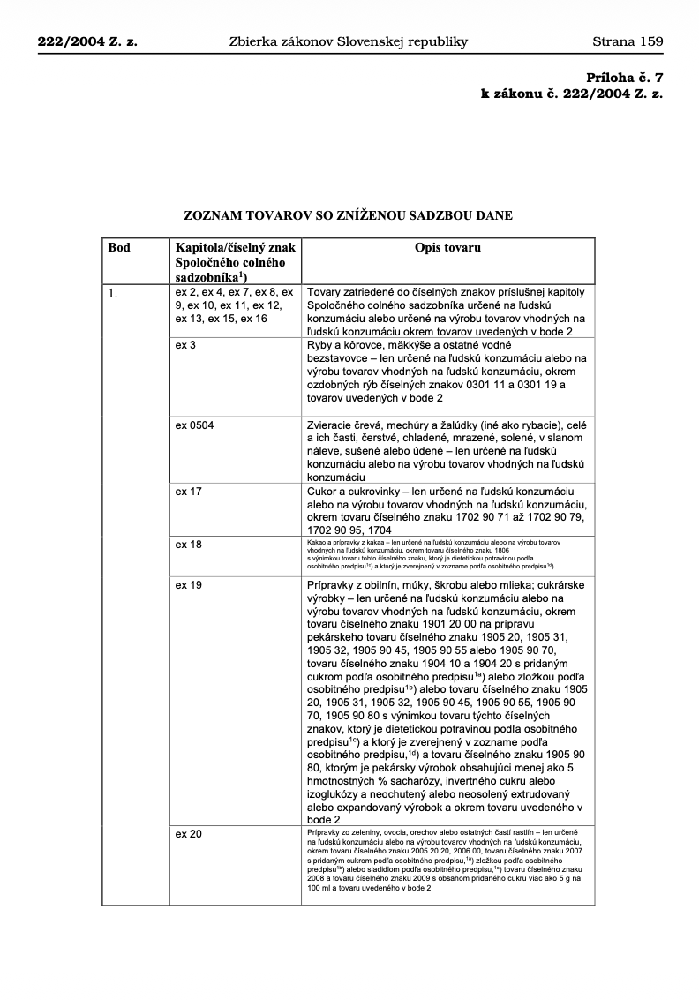 222/2004 Z. z.
Zbierka zákonov Slovenskej republiky
Strana 159
Príloha č. 7
k zákonu č. 222/2004 Z. z.
ZOZNAM TOVAROV SO ZNÍŽENOU SADZBOU DANE
Bod
Kapitola/číselný znak
Spoločného colného
sadzobníka¹)
Opis tovaru
1.
ex 2, ex 4, ex 7, ex 8, ex
9, ex 10, ex 11, ex 12,
ex 13, ex 15, ex 16
Tovary zatriedené do číselných znakov príslušnej kapitoly
Spoločného colného sadzobníka určené na ľudskú
konzumáciu alebo určené na výrobu tovarov vhodných na
ľudskú konzumáciu okrem tovarov uvedených v bode 2
ex 3
Ryby a kôrovce, mäkkýše a ostatné vodné
bezstavovce – len určené na ľudskú konzumáciu alebo na
výrobu tovarov vhodných na ľudskú konzumáciu, okrem
ozdobných rýb číselných znakov 0301 11 a 0301 19 a
tovarov uvedených v bode 2
ex 0504
Zvieracie črevá, mechúry a žalúdky (iné ako rybacie), celé
a ich časti, čerstvé, chladené, mrazené, solené, v slanom
náleve, sušené alebo údené – len určené na ľudskú
konzumáciu alebo na výrobu tovarov vhodných na ľudskú
konzumáciu
ex 17
Cukor a cukrovinky – len určené na ľudskú konzumáciu
alebo na výrobu tovarov vhodných na ľudskú konzumáciu,
okrem tovaru číselného znaku 1702 90 71 až 1702 90 79,
1702 90 95, 1704
ex 18
Kakao a prípravky z kakaa – len určené na ľudskú konzumáciu alebo na výrobu tovarov
vhodných na ľudskú konzumáciu, okrem tovaru číselného znaku 1806
s výnimkou tovaru tohto číselného znaku, ktorý je dietetickou potravinou podľa
osobitného predpisu¹ᶜ) a ktorý je zverejnený v zozname podľa osobitného predpisu¹ᵈ)
ex 19
Prípravky z obilnín, múky, škrobu alebo mlieka; cukrárske
výrobky – len určené na ľudskú konzumáciu alebo na
výrobu tovarov vhodných na ľudskú konzumáciu, okrem
tovaru číselného znaku 1901 20 00 na prípravu
pekárskeho tovaru číselného znaku 1905 20, 1905 31,
1905 32, 1905 90 45, 1905 90 55 alebo 1905 90 70,
tovaru číselného znaku 1904 10 a 1904 20 s pridaným
cukrom podľa osobitného predpisu¹ᵃ) alebo zložkou podľa
osobitného predpisu¹ᵇ) alebo tovaru číselného znaku 1905
20, 1905 31, 1905 32, 1905 90 45, 1905 90 55, 1905 90
70, 1905 90 80 s výnimkou tovaru týchto číselných
znakov, ktorý je dietetickou potravinou podľa osobitného
predpisu¹ᶜ) a ktorý je zverejnený v zozname podľa
osobitného predpisu,¹ᵈ) a tovaru číselného znaku 1905 90
80, ktorým je pekársky výrobok obsahujúci menej ako 5
hmotnostných % sacharózy, invertného cukru alebo
izoglukózy a neochutený alebo neosolený extrudovaný
alebo expandovaný výrobok a okrem tovaru uvedeného v
bode 2
ex 20
Prípravky zo zeleniny, ovocia, orechov alebo ostatných častí rastlín – len určené
na ľudskú konzumáciu alebo na výrobu tovarov vhodných na ľudskú konzumáciu,
okrem tovaru číselného znaku 2005 20 20, 2006 00, tovaru číselného znaku 2007
s pridaným cukrom podľa osobitného predpisu,¹ᵃ) zložkou podľa osobitného
predpisu¹ᵇ) alebo sladidlom podľa osobitného predpisu,¹ᵉ) tovaru číselného znaku
2008 a tovaru číselného znaku 2009 s obsahom pridaného cukru viac ako 5 g na
100 ml a tovaru uvedeného v bode 2